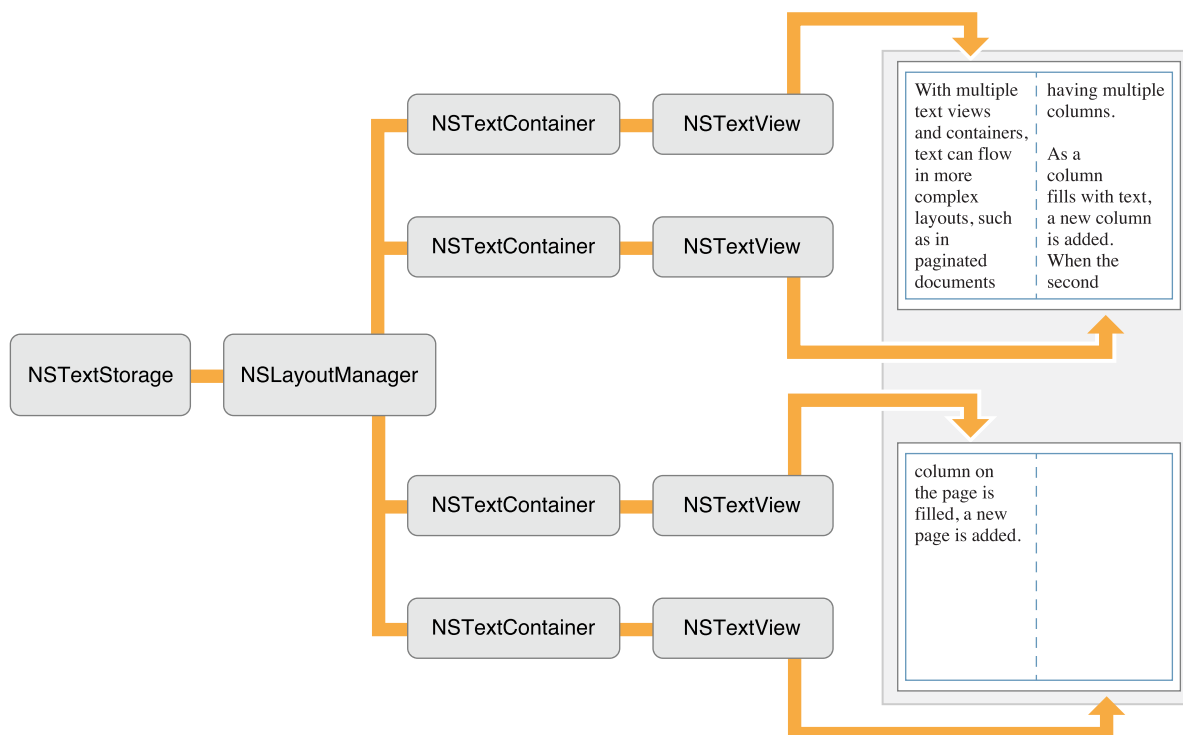 NSTextStorage
NSLayoutManager
NSTextContainer
NSTextView
NSTextContainer
NSTextView
NSTextContainer
NSTextView
NSTextContainer
NSTextView
With multiple
text views
and containers,
text can flow
in more
complex
layouts, such
as in
paginated
documents
having multiple
columns.
As a
column
fills with text,
a new column
is added.
When the
second
column on
the page is
filled, a new
page is added.